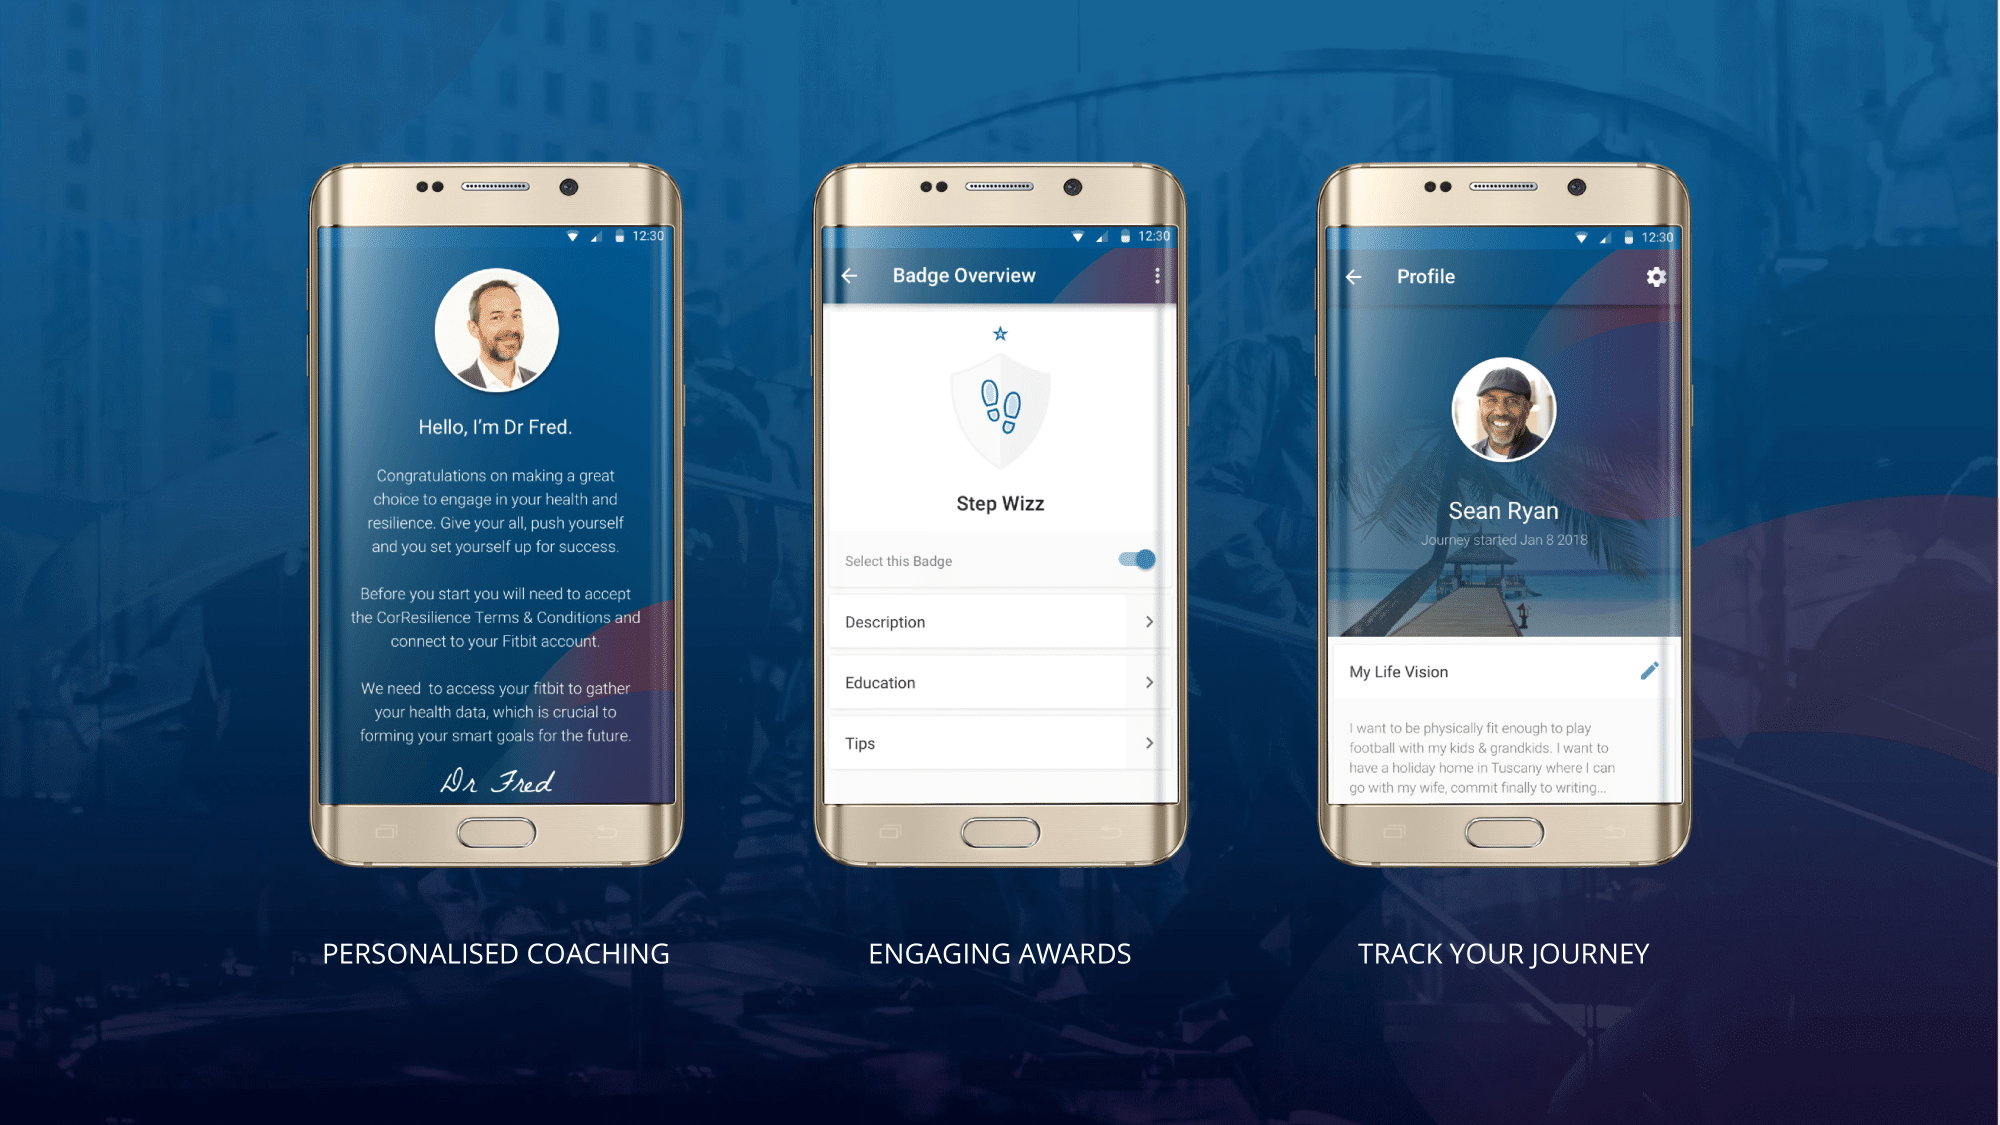 12:30
Hello, I'm Dr Fred.
Congratulations on making a great
choice to engage in your health and
resilience. Give your all, push yourself
and you set yourself up for success.
Before you start you will need to accept
the CorResilience Terms & Conditions and
connect to your Fitbit account.
We need to access your fitbit to gather
your health data, which is crucial to
forming your smart goals for the future.
Dr Fred
PERSONALISED COACHING
12:30
Badge Overview
Step Wizz
Select this Badge
Description
Education
Tips
ENGAGING AWARDS
12:30
Profile
Sean Ryan
Journey started Jan 8 2018
My Life Vision
I want to be physically fit enough to play
football with my kids & grandkids. I want to
have a holiday home in Tuscany where I can
go with my wife, commit finally to writing...
TRACK YOUR JOURNEY